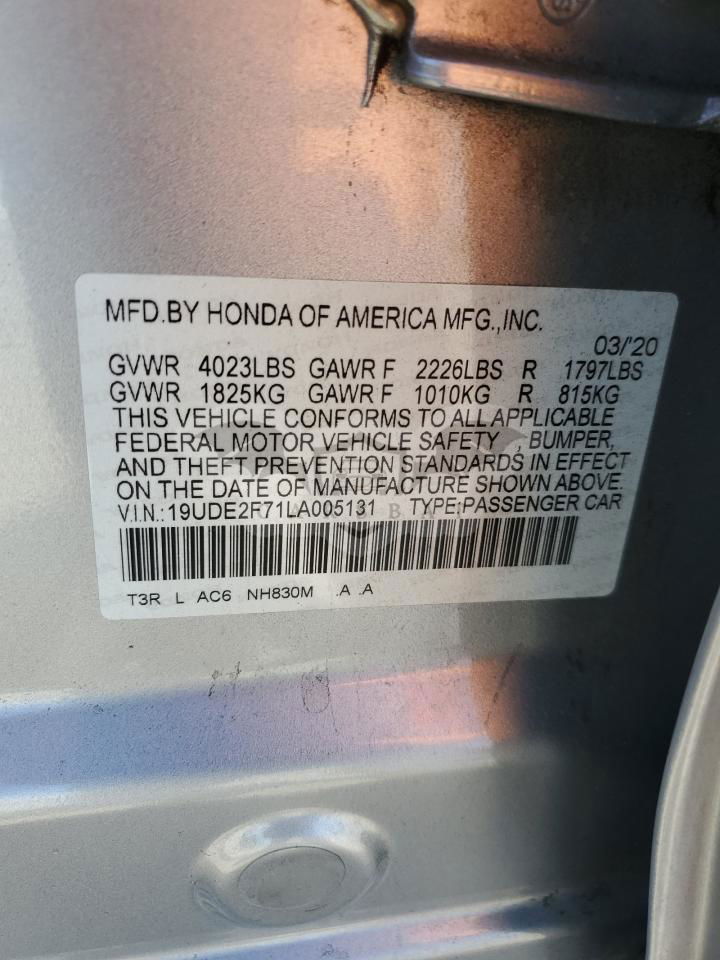 MFD.BY HONDA OF AMERICA MFG.,INC.
03/'20
GVWR 4023LBS GAWR F 2226LBS R 1797LBS
GVWR 1825KG GAWR F 1010KG R 815KG
THIS VEHICLE CONFORMS TO ALL APPLICABLE
FEDERAL MOTOR VEHICLE SAFETY , BUMPER,
AND THEFT PREVENTION STANDARDS IN EFFECT
ON THE DATE OF MANUFACTURE SHOWN ABOVE.
V.I.N.: 19UDE2F71LA005131 TYPE:PASSENGER CAR
T3R L AC6 NH830M .A .A